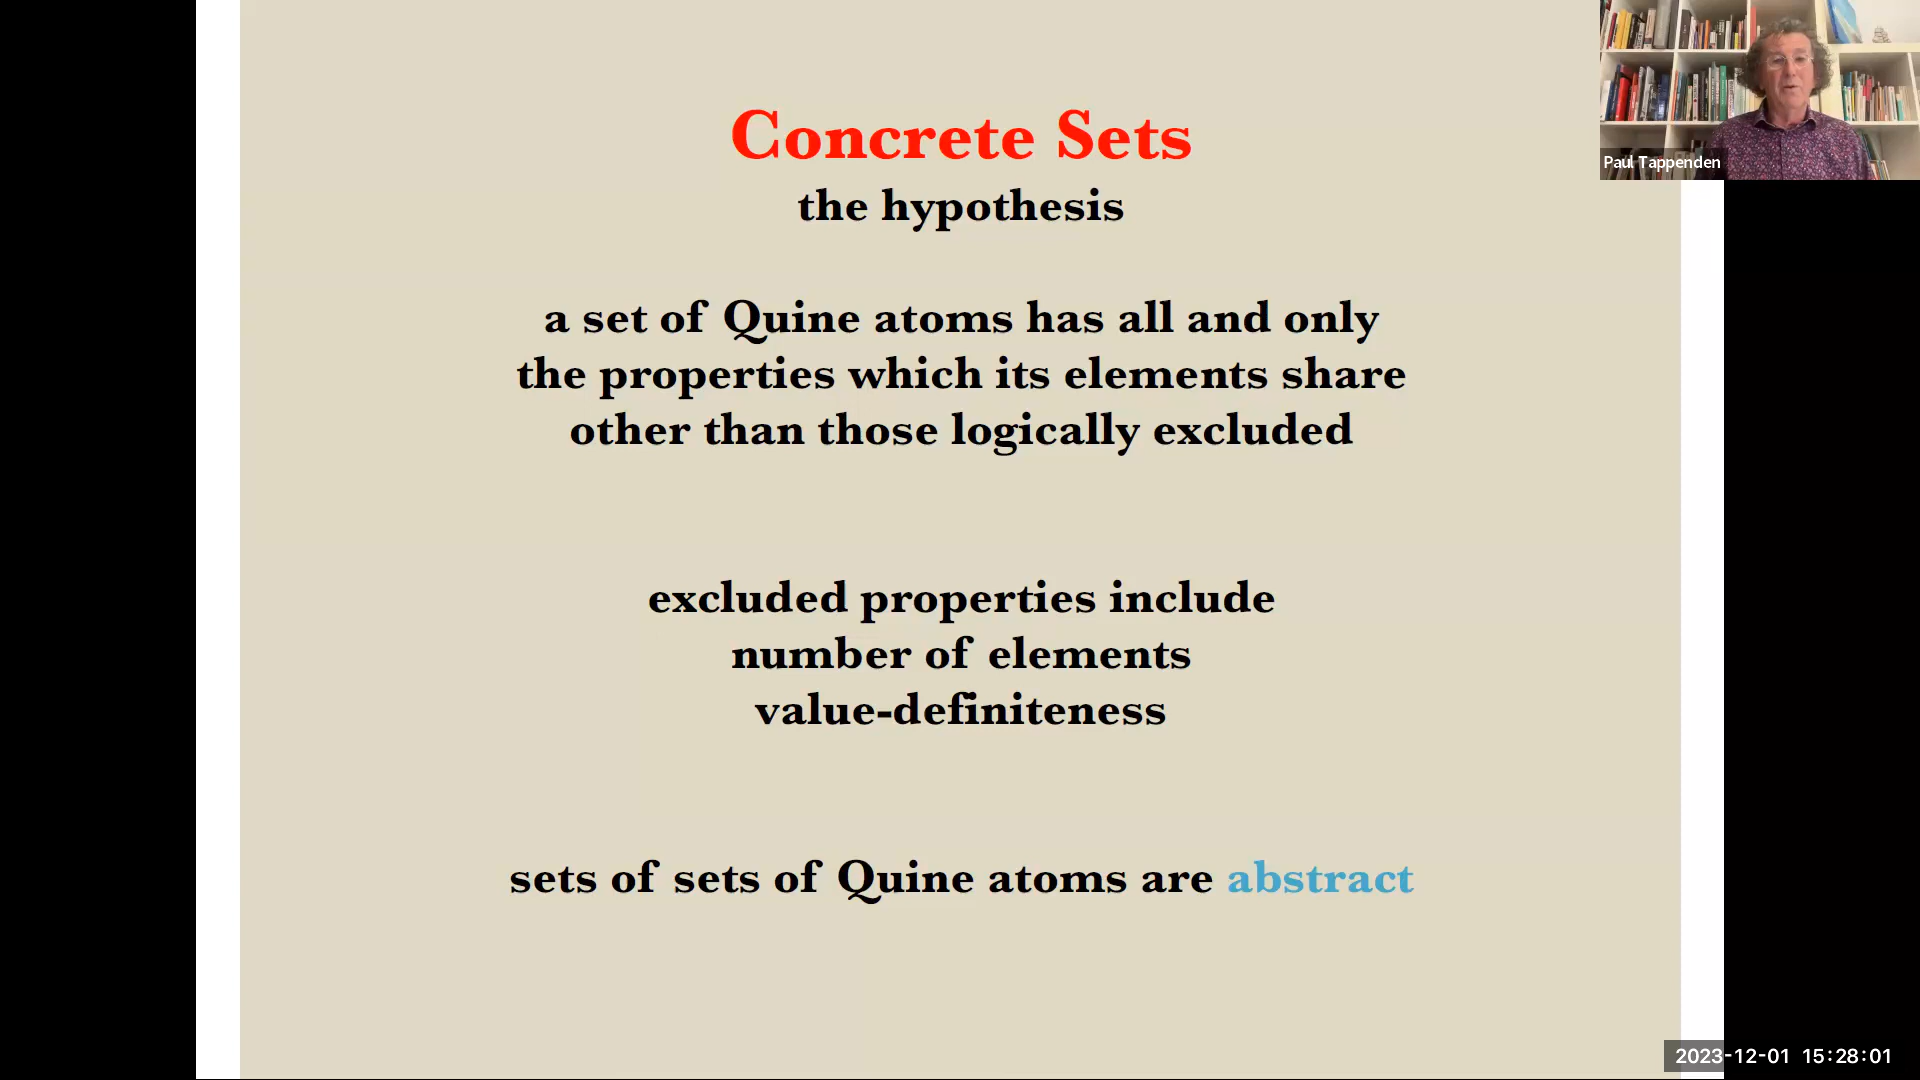 Concrete Sets
the hypothesis
a set of Quine atoms has all and only
the properties which its elements share
other than those logically excluded
excluded properties include
number of elements
value-definiteness
sets of sets of Quine atoms are abstract
Paul Tappenden
2023-12-01 15:28:01